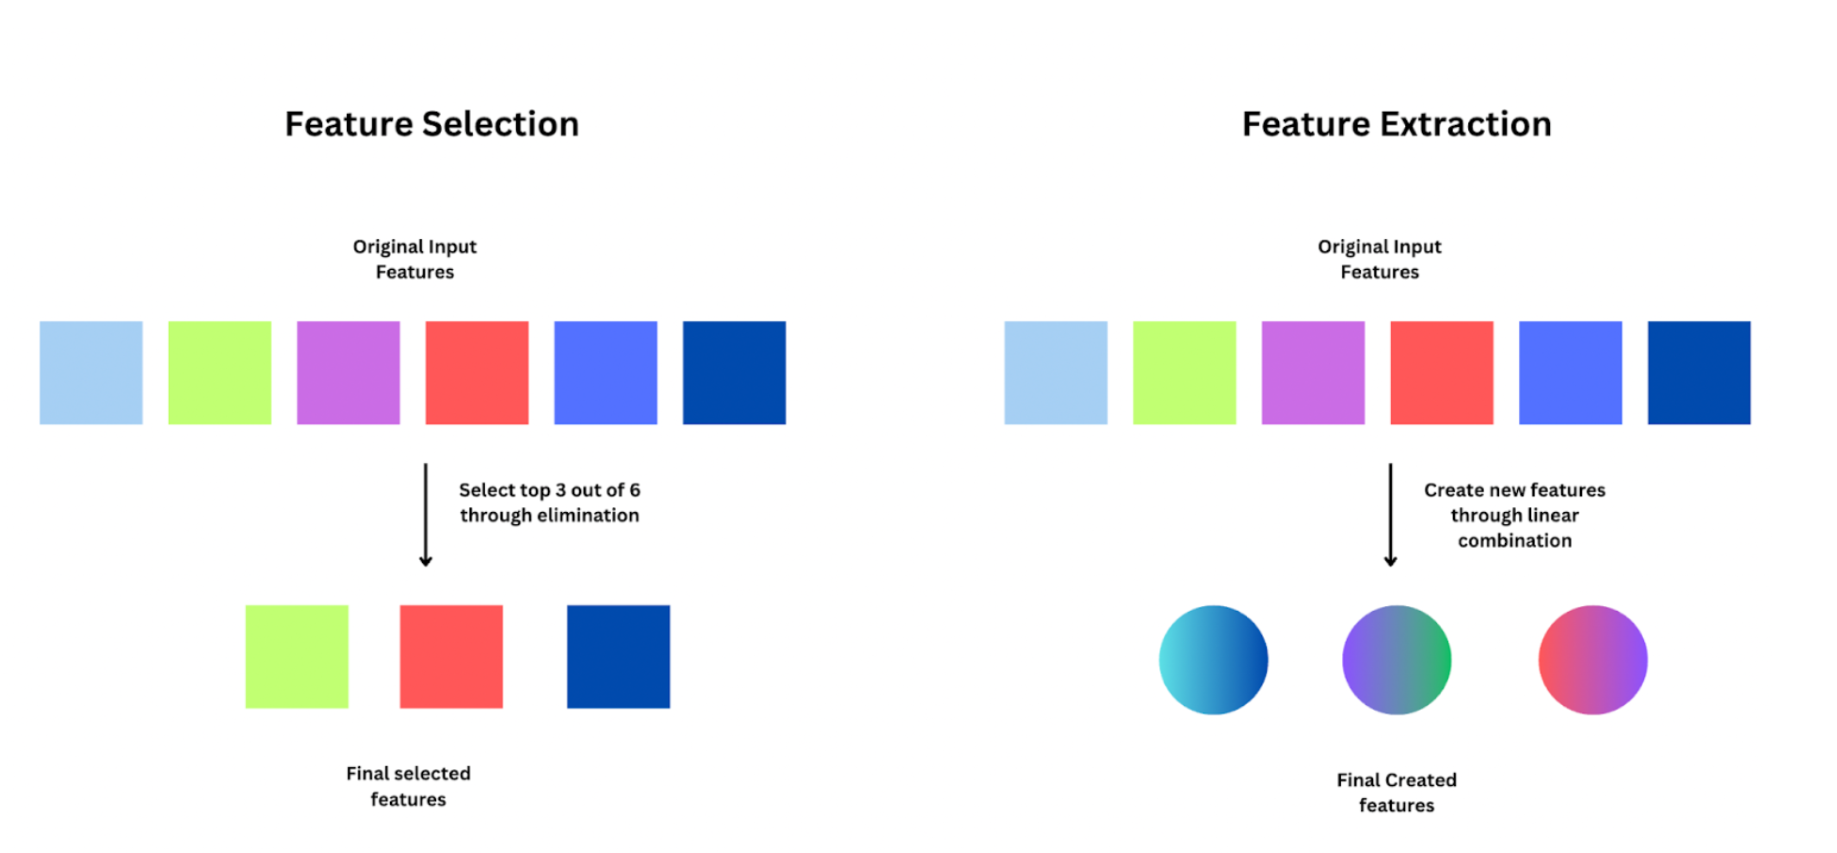 Feature Selection
Original Input
Features
Select top 3 out of 6
through elimination
Final selected
features
Feature Extraction
Original Input
Features
Create new features
through linear
combination
Final Created
features